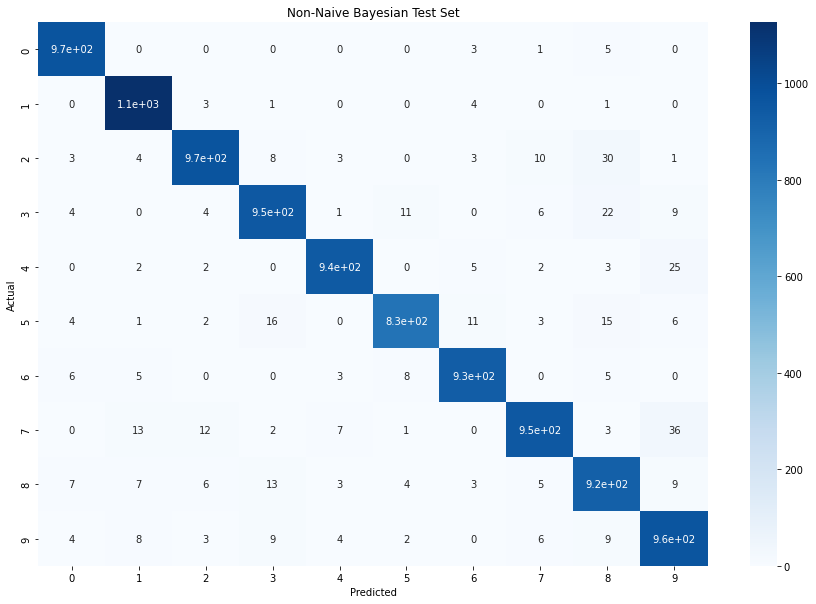 Non-Naive Bayesian Test Set
0 9.7e+02 0 0 0 0 0 3 1 5 0
1 0 1.1e+03 3 1 0 0 4 0 1 0
2 3 4 9.7e+02 8 3 0 3 10 30 1
3 4 0 4 9.5e+02 1 11 0 6 22 9
4 0 2 2 0 9.4e+02 0 5 2 3 25
5 4 1 2 16 0 8.3e+02 11 3 15 6
6 6 5 0 0 3 8 9.3e+02 0 5 0
7 0 13 12 2 7 1 0 9.5e+02 3 36
8 7 7 6 13 3 4 3 5 9.2e+02 9
9 4 8 3 9 4 2 0 6 9 9.6e+02
0 1 2 3 4 5 6 7 8 9
Actual
Predicted
1000
800
600
400
200
0